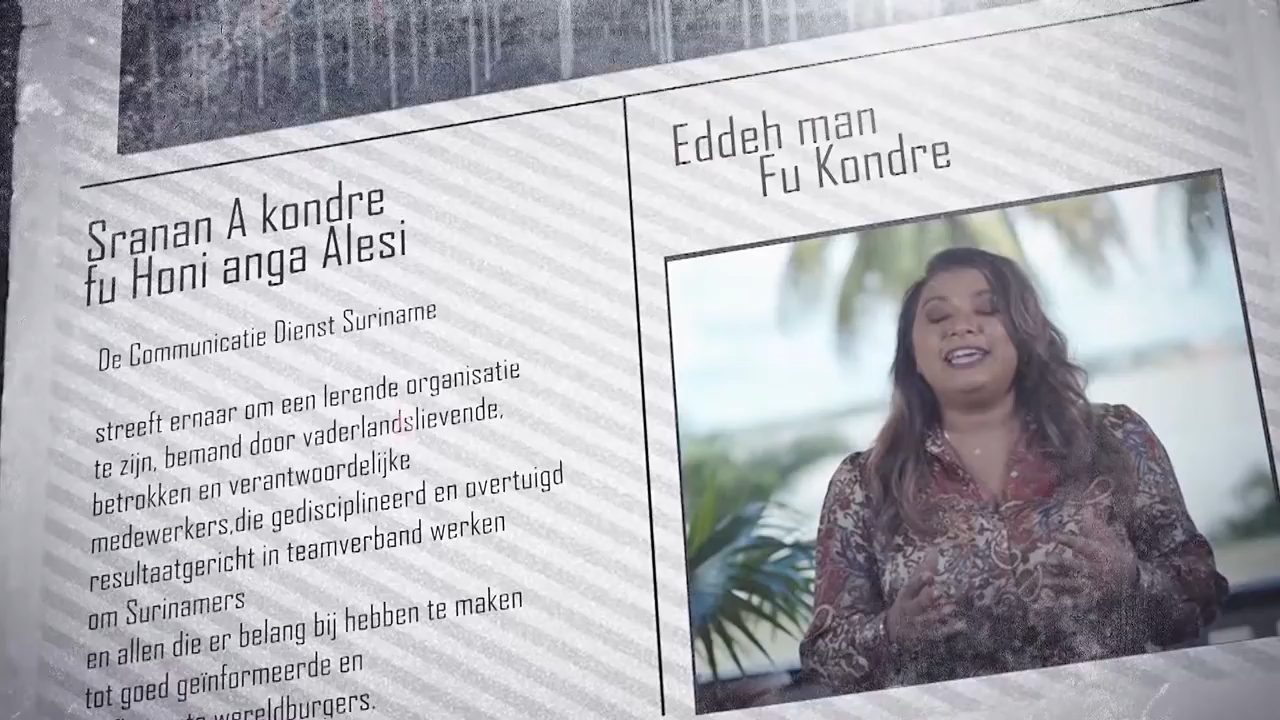 Sranan A kondre
fu Honi anga Alesi
De Communicatie Dienst Suriname
streeft ernaar om een lerende organisatie
te zijn, bemand door vaderlandslievende,
betrokken en verantwoordelijke
medewerkers,die gedisciplineerd en overtuigd
resultaatgericht in teamverband werken
om Surinamers
en allen die er belang bij hebben te maken
tot goed geïnformeerde en
wereldburgers.
Eddeh man
Fu Kondre